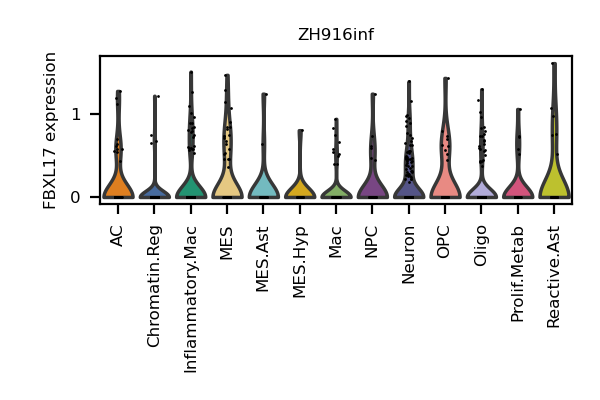 ZH916inf
FBXL17 expression
1
0
AC
Chromatin.Reg
Inflammatory.Mac
MES
MES.Ast
MES.Hyp
Mac
NPC
Neuron
OPC
Oligo
Prolif.Metab
Reactive.Ast